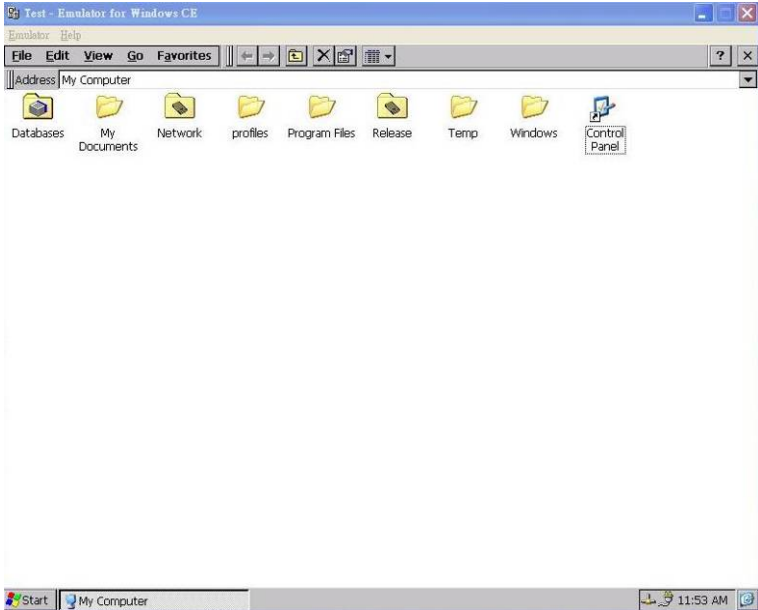 Test - Emulator for Windows CE
Emulator Help
File Edit View Go Favorites ?
Address My Computer
Databases My Documents Network profiles Program Files Release Temp Windows Control Panel
Start My Computer 11:53 AM